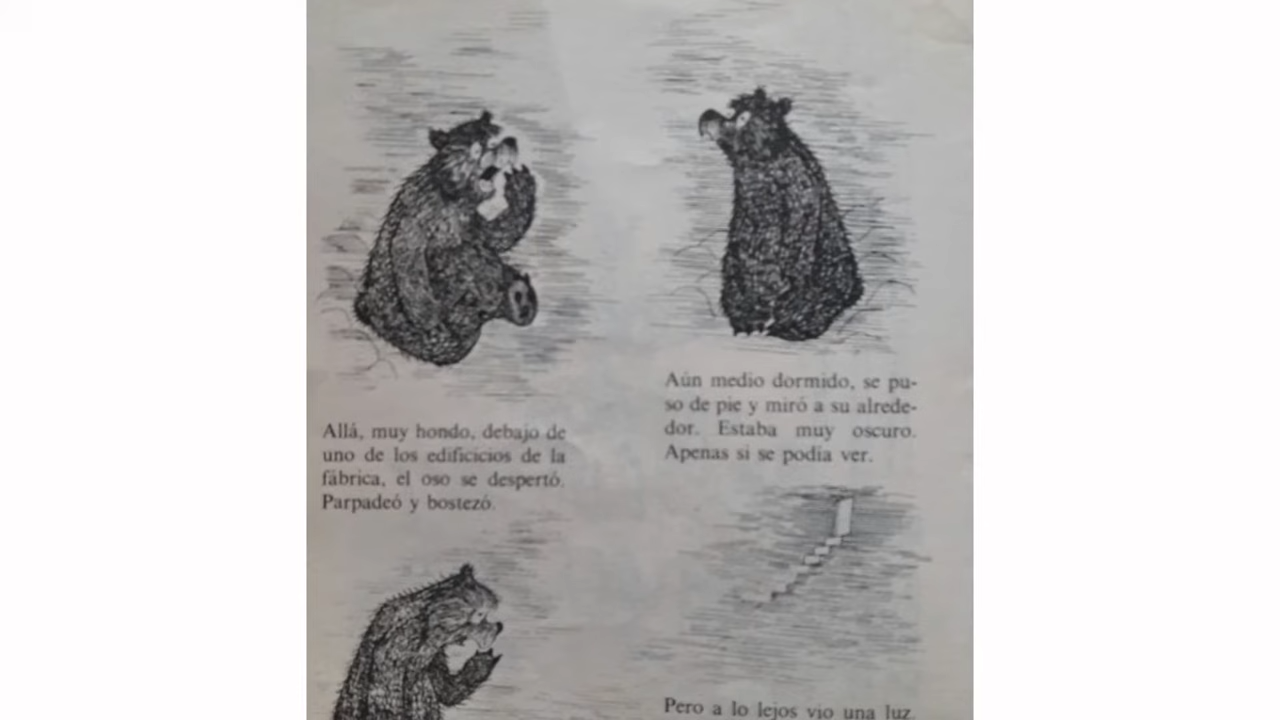 Allá, muy hondo, debajo de
uno de los edificicios de la
fábrica, el oso se despertó.
Parpadeó y bostezó.
Aún medio dormido, se pu-
so de pie y miró a su alrede-
dor. Estaba muy oscuro.
Apenas si se podía ver.
Pero a lo lejos vio una luz.